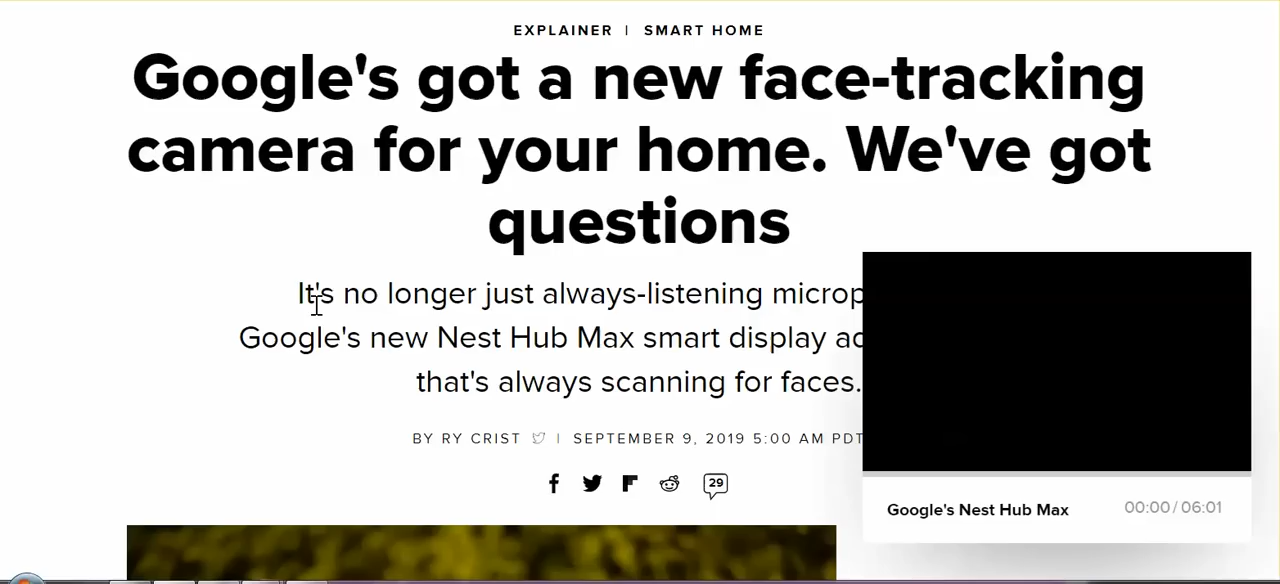 EXPLAINER | SMART HOME
Google's got a new face-tracking
camera for your home. We've got
questions
It's no longer just always-listening
Google's new Nest Hub Max smart display
that's always scanning for faces.
BY RY CRIST | SEPTEMBER 9, 2019 5:00 AM PDT
29
Google's Nest Hub Max 00:00 / 06:01